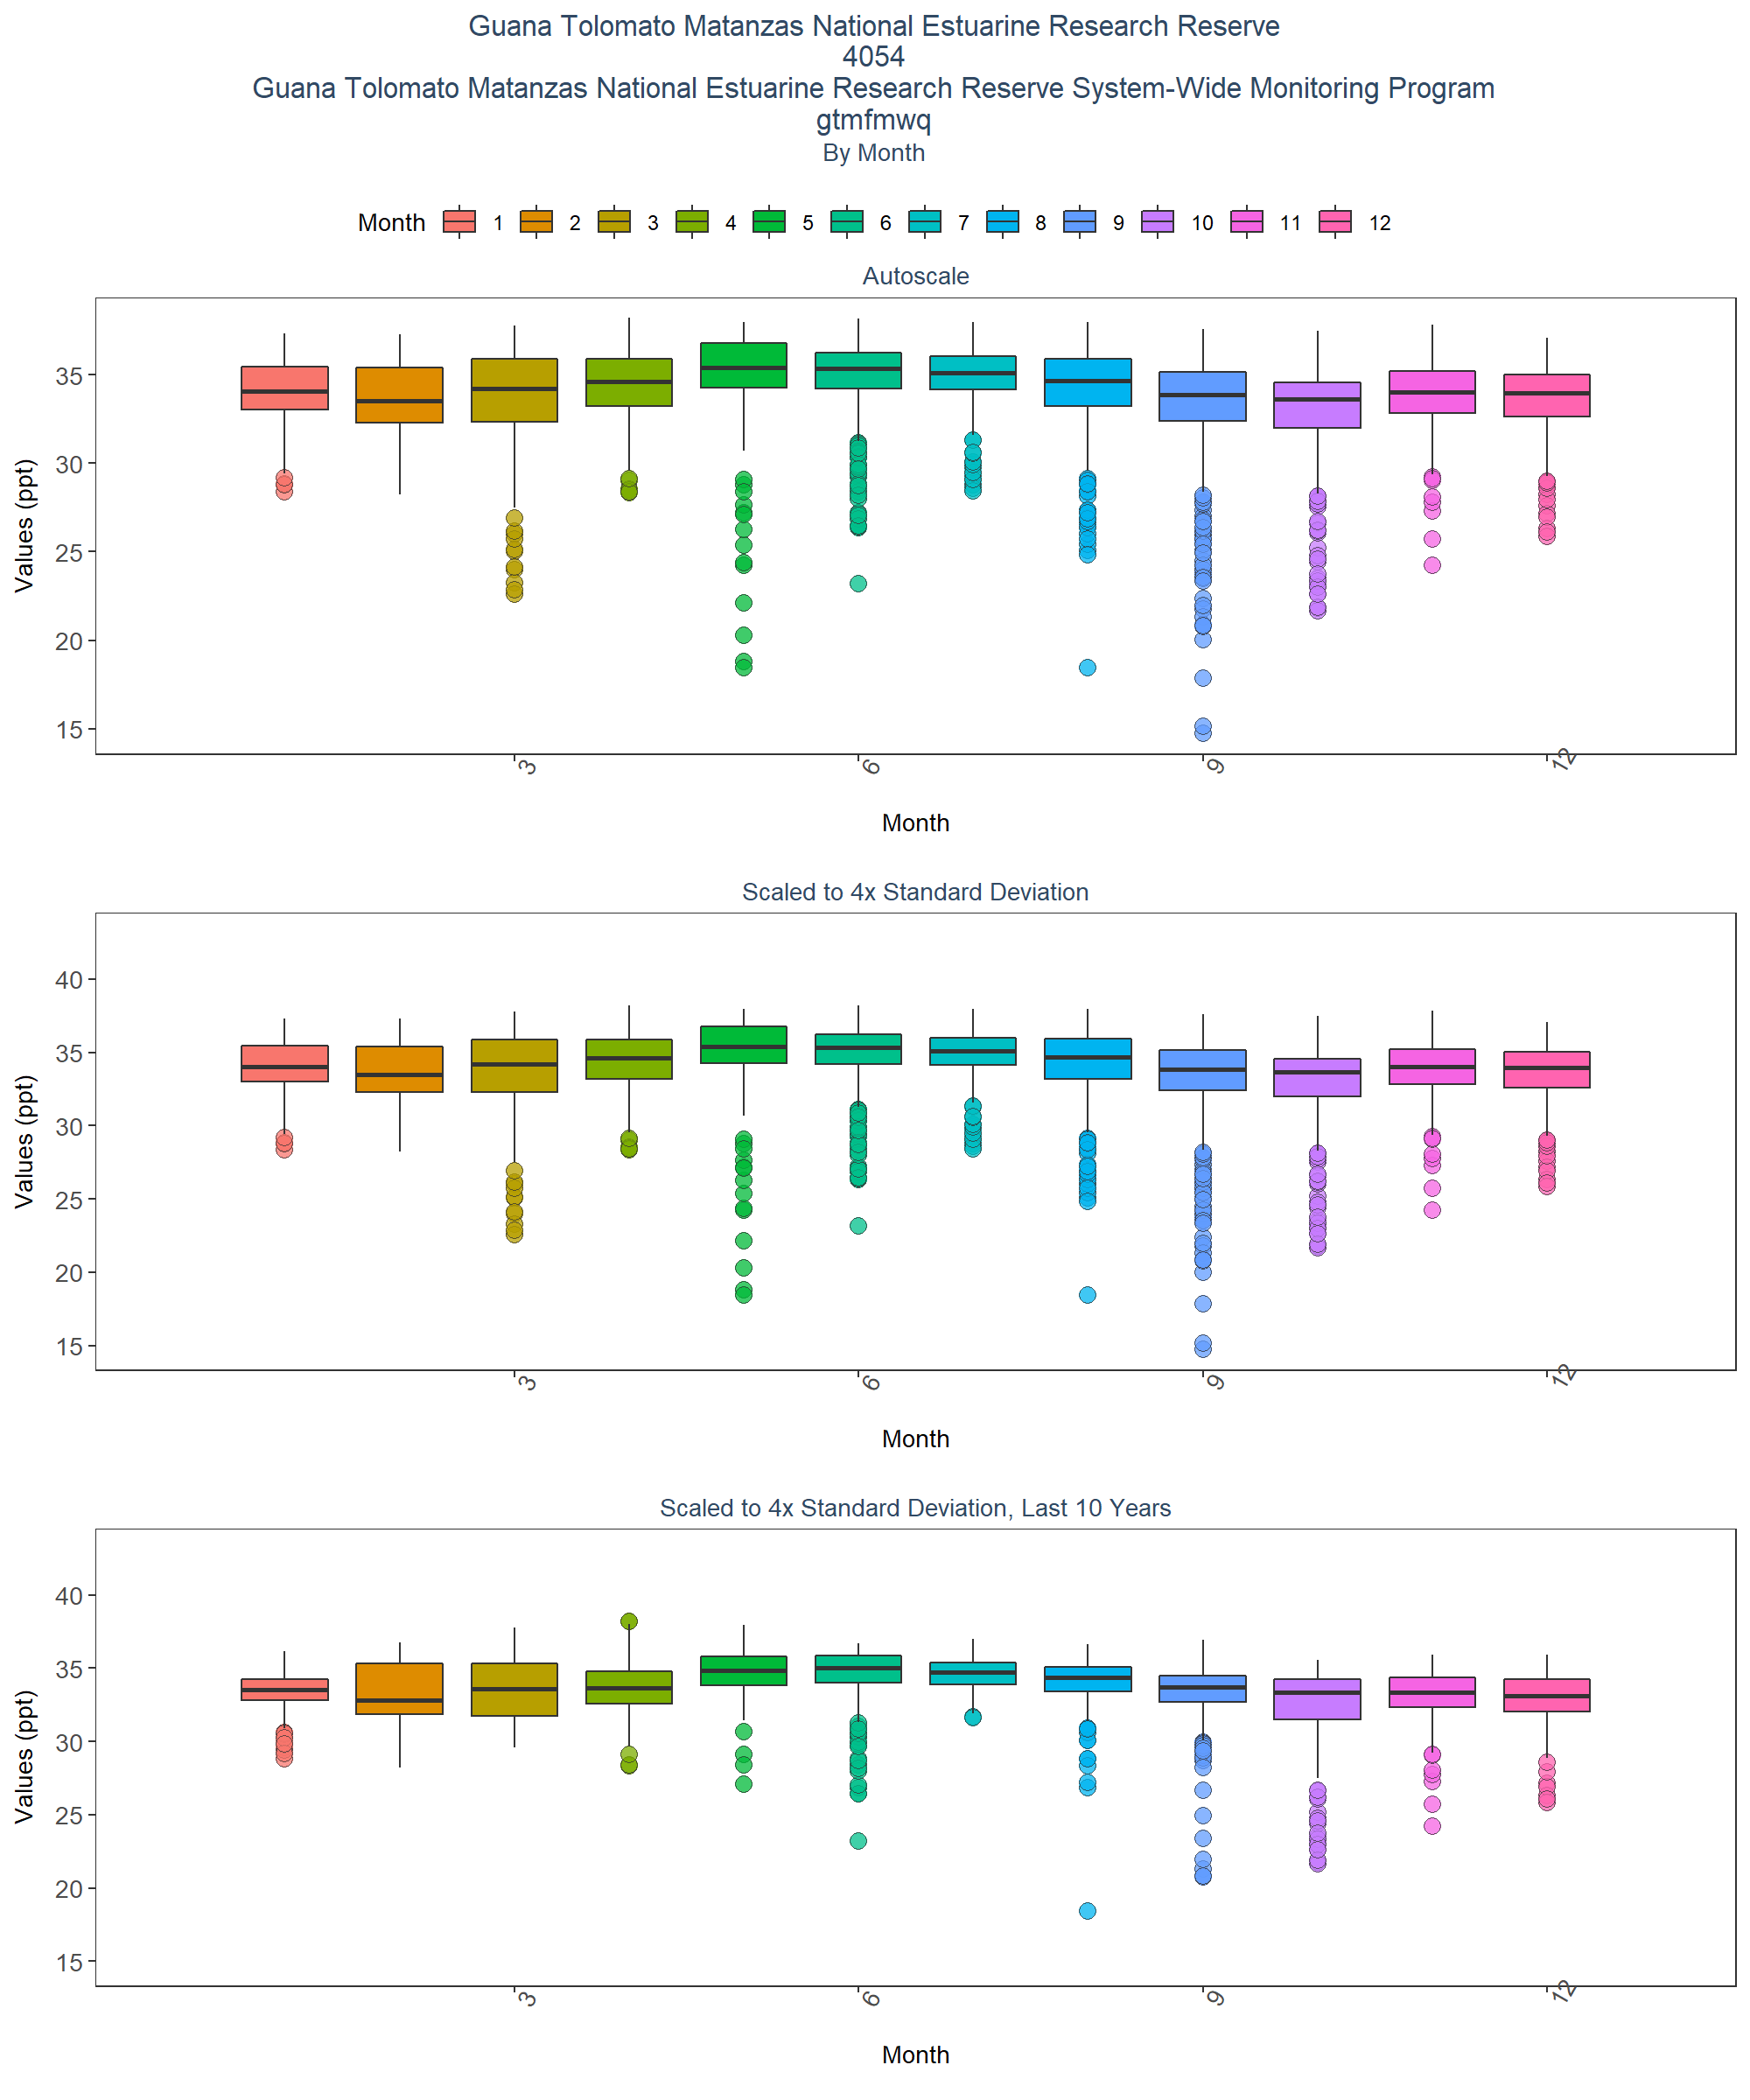 Guana Tolomato Matanzas National Estuarine Research Reserve
4054
Guana Tolomato Matanzas National Estuarine Research Reserve System-Wide Monitoring Program
gtmfmwq
By Month
Month 1 2 3 4 5 6 7 8 9 10 11 12
Autoscale
Values (ppt)
35
30
25
20
15
3 6 9 12
Month
Scaled to 4x Standard Deviation
Values (ppt)
40
35
30
25
20
15
3 6 9 12
Month
Scaled to 4x Standard Deviation, Last 10 Years
Values (ppt)
40
35
30
25
20
15
3 6 9 12
Month